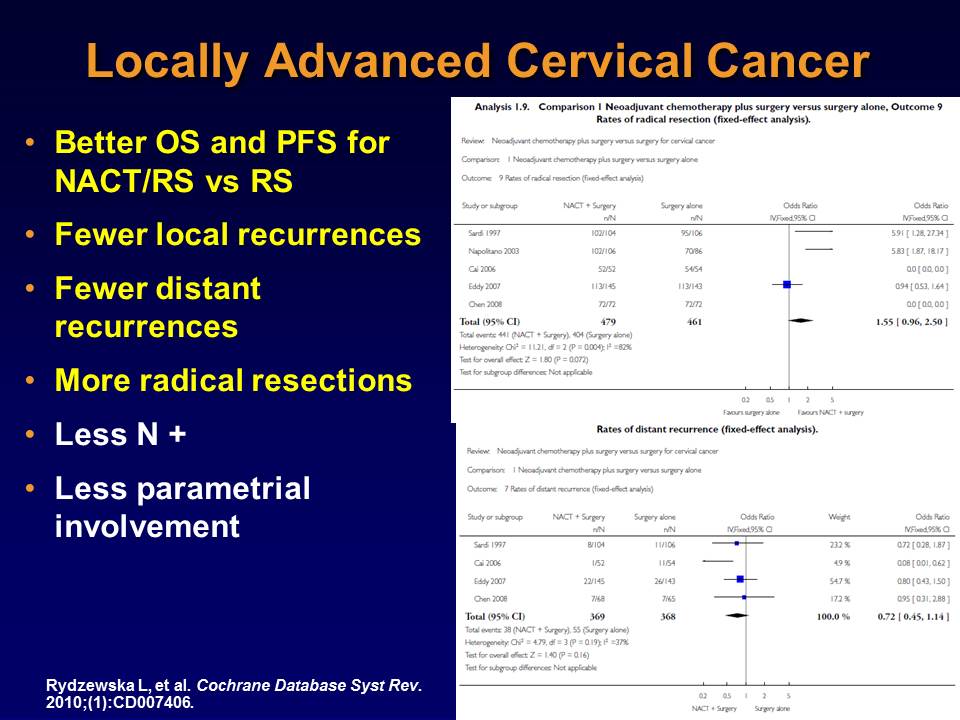 Locally Advanced Cervical Cancer
• Better OS and PFS for
NACT/RS vs RS
• Fewer local recurrences
• Fewer distant
recurrences
• More radical resections
• Less N +
• Less parametrial
involvement
Rydzewska L, et al. Cochrane Database Syst Rev.
2010;(1):CD007406.
Analysis 1.9. Comparison 1 Neoadjuvant chemotherapy plus surgery versus surgery alone, Outcome 9
Rates of radical resection (fixed-effect analysis).
Review: Neoadjuvant chemotherapy plus surgery versus surgery for cervical cancer
Comparison: 1 Neoadjuvant chemotherapy plus surgery versus surgery alone
Outcome: 9 Rates of radical resection (fixed-effect analysis)
Study or subgroup NACT + Surgery Surgery alone Odds Ratio Odds Ratio
n/N n/N IV,Fixed,95% CI IV,Fixed,95% CI
Sardi 1997 102/104 95/106 5.91 [ 1.28, 27.34 ]
Napolitano 2003 102/106 70/86 5.83 [ 1.87, 18.17 ]
Cai 2006 52/52 54/54 0.0 [ 0.0, 0.0 ]
Eddy 2007 113/145 113/143 0.94 [ 0.53, 1.64 ]
Chen 2008 72/72 72/72 0.0 [ 0.0, 0.0 ]
Total (95% CI) 479 461 1.55 [ 0.96, 2.50 ]
Total events: 441 (NACT + Surgery), 404 (Surgery alone)
Heterogeneity: Chi² = 11.21, df = 2 (P = 0.004); I² =82%
Test for overall effect: Z = 1.80 (P = 0.072)
Test for subgroup differences: Not applicable
0.2 0.5 1 2 5
Favours surgery alone Favours NACT + surgery
Rates of distant recurrence (fixed-effect analysis).
Review: Neoadjuvant chemotherapy plus surgery versus surgery for cervical cancer
Comparison: 1 Neoadjuvant chemotherapy plus surgery versus surgery alone
Outcome: 7 Rates of distant recurrence (fixed-effect analysis)
Study or subgroup NACT + Surgery Surgery alone Odds Ratio Weight Odds Ratio
n/N n/N IV,Fixed,95% CI IV,Fixed,95% CI
Sardi 1997 8/104 11/106 23.2 % 0.72 [ 0.28, 1.87 ]
Cai 2006 1/52 11/54 4.9 % 0.08 [ 0.01, 0.62 ]
Eddy 2007 22/145 26/143 54.7 % 0.80 [ 0.43, 1.50 ]
Chen 2008 7/68 7/65 17.2 % 0.95 [ 0.31, 2.88 ]
Total (95% CI) 369 368 100.0 % 0.72 [ 0.45, 1.14 ]
Total events: 38 (NACT + Surgery), 55 (Surgery alone)
Heterogeneity: Chi² = 4.79, df = 3 (P = 0.19); I² =37%
Test for overall effect: Z = 1.40 (P = 0.16)
Test for subgroup differences: Not applicable
0.2 0.5 1 2 5
NACT + Surgery Surgery alone